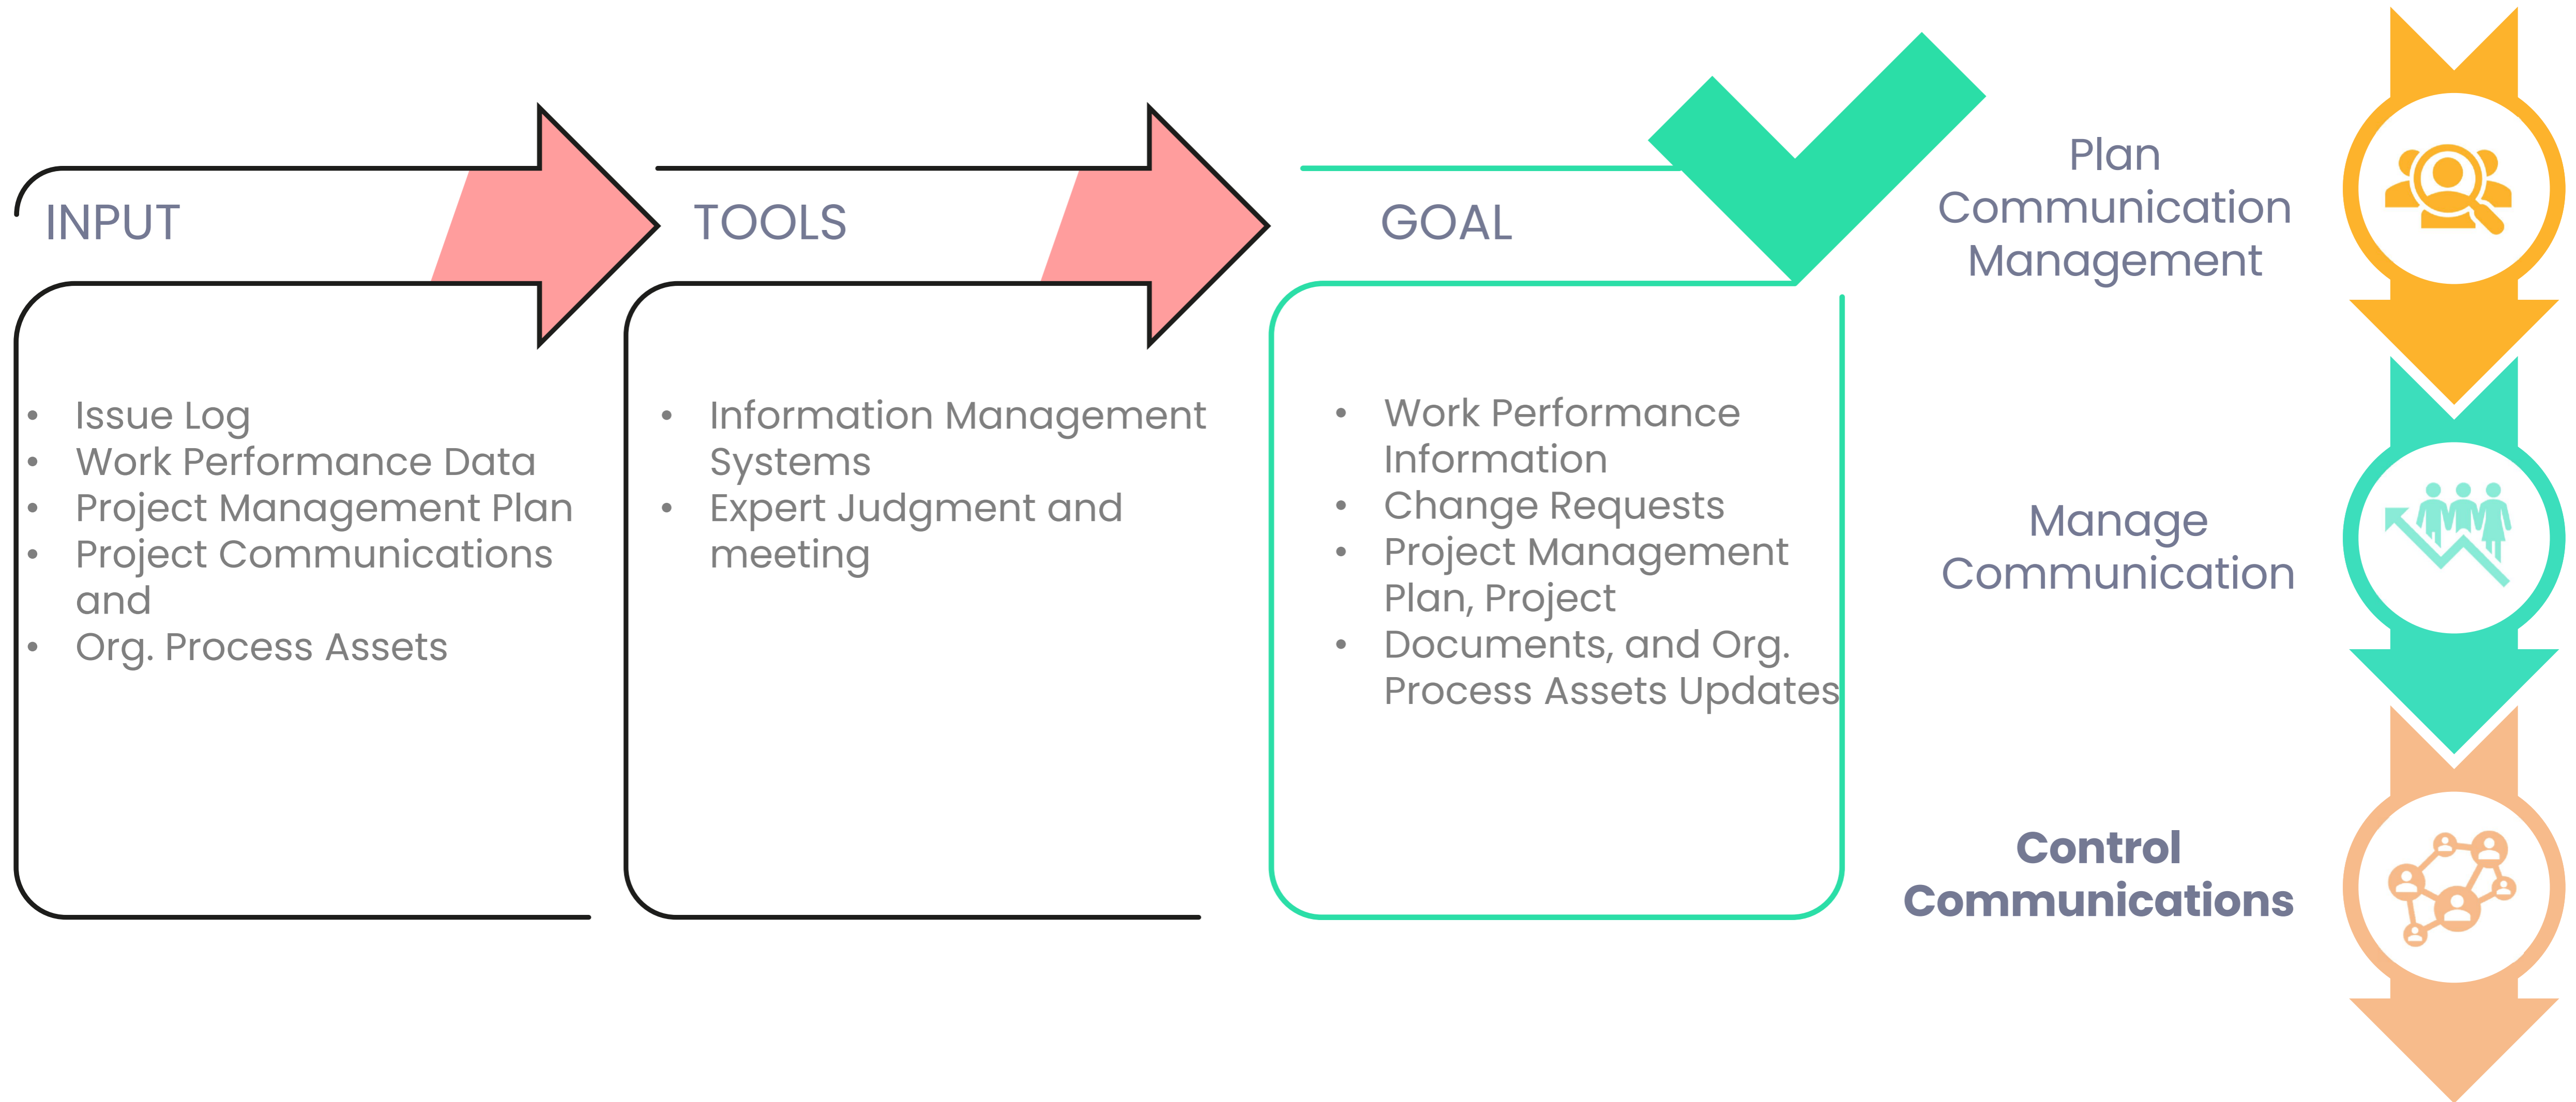 INPUT
• Issue Log
• Work Performance Data
• Project Management Plan
• Project Communications
and
• Org. Process Assets
TOOLS
• Information Management
Systems
• Expert Judgment and
meeting
GOAL
• Work Performance
Information
• Change Requests
• Project Management
Plan, Project
• Documents, and Org.
Process Assets Updates
Plan
Communication
Management
Manage
Communication
Control
Communications